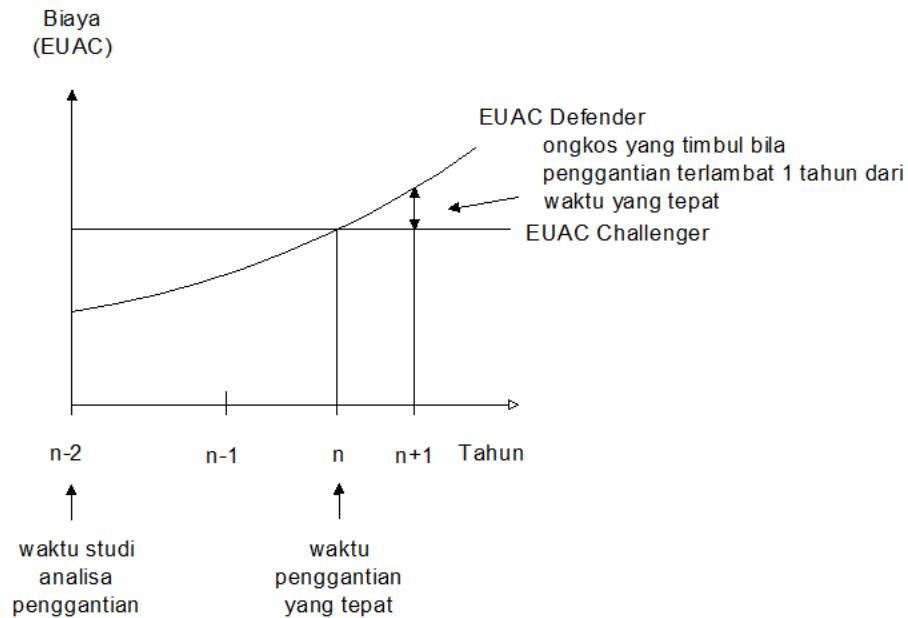 Biaya
(EUAC)
EUAC Defender
ongkos yang timbul bila
penggantian terlambat 1 tahun dari
waktu yang tepat
EUAC Challenger
n-2
n-1
n
n+1
Tahun
waktu studi
analisa
penggantian
waktu
penggantian
yang tepat